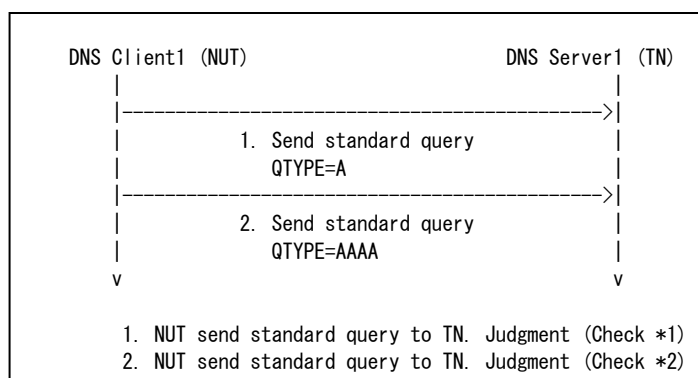 DNS Client1 (NUT) DNS Server1 (TN)
1. Send standard query
QTYPE=A
2. Send standard query
QTYPE=AAAA
v v
1. NUT send standard query to TN. Judgment (Check *1)
2. NUT send standard query to TN. Judgment (Check *2)